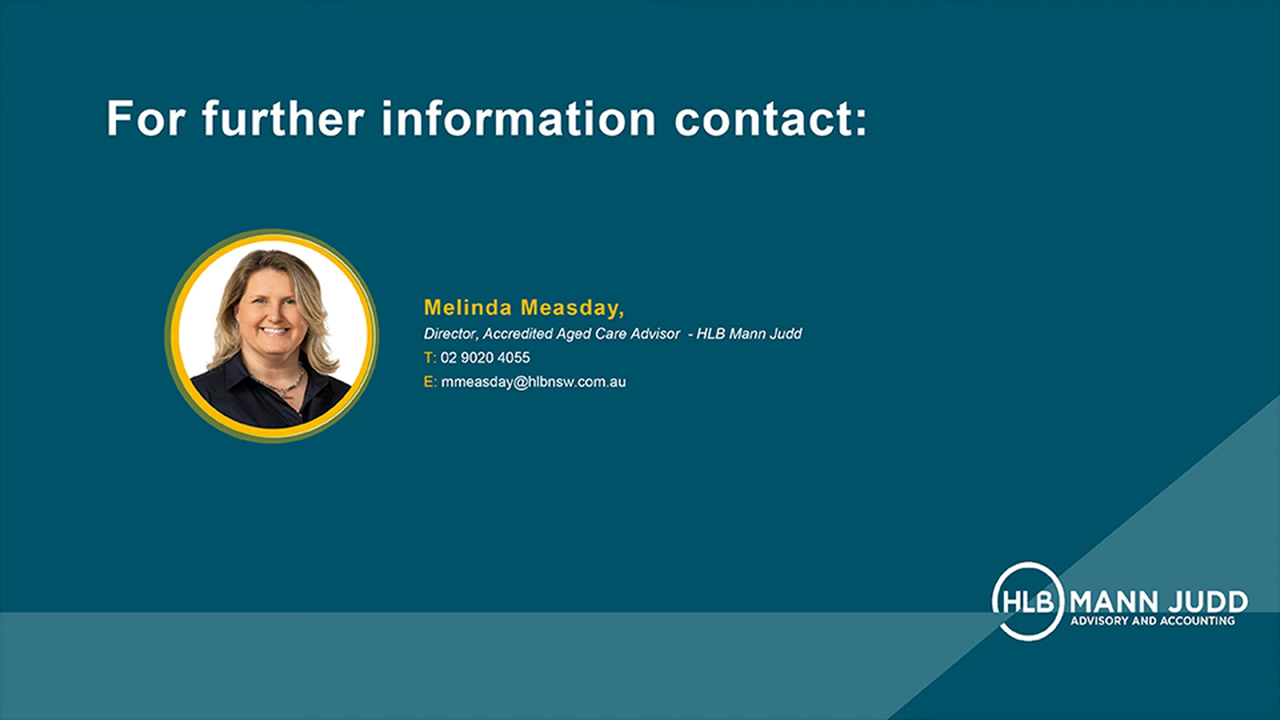 For further information contact:
Melinda Measday,
Director, Accredited Aged Care Advisor - HLB Mann Judd
T: 02 9020 4055
E: mmeasday@hlbnsw.com.au
HLB MANN JUDD
ADVISORY AND ACCOUNTING